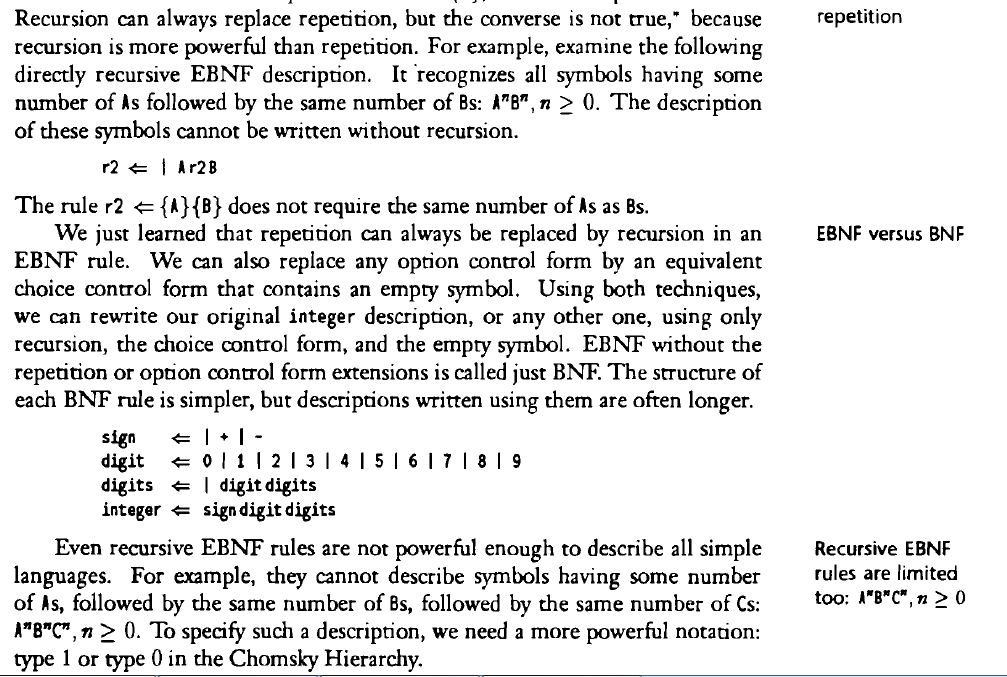 Recursion can always replace repetition, but the converse is not true,* because
repetition
recursion is more powerful than repetition. For example, examine the following
directly recursive EBNF description. It recognizes all symbols having some
number of As followed by the same number of Bs: AⁿBⁿ, n ≥ 0. The description
of these symbols cannot be written without recursion.
r2 ⇐ | A r2 B
The rule r2 ⇐ {A}{B} does not require the same number of As as Bs.
We just learned that repetition can always be replaced by recursion in an
EBNF versus BNF
EBNF rule. We can also replace any option control form by an equivalent
choice control form that contains an empty symbol. Using both techniques,
we can rewrite our original integer description, or any other one, using only
recursion, the choice control form, and the empty symbol. EBNF without the
repetition or option control form extensions is called just BNF. The structure of
each BNF rule is simpler, but descriptions written using them are often longer.
sign ⇐ | + | -
digit ⇐ 0 | 1 | 2 | 3 | 4 | 5 | 6 | 7 | 8 | 9
digits ⇐ | digit digits
integer ⇐ sign digit digits
Even recursive EBNF rules are not powerful enough to describe all simple
languages. For example, they cannot describe symbols having some number
of As, followed by the same number of Bs, followed by the same number of Cs:
AⁿBⁿCⁿ, n ≥ 0. To specify such a description, we need a more powerful notation:
type 1 or type 0 in the Chomsky Hierarchy.
Recursive EBNF
rules are limited
too: AⁿBⁿCⁿ, n ≥ 0